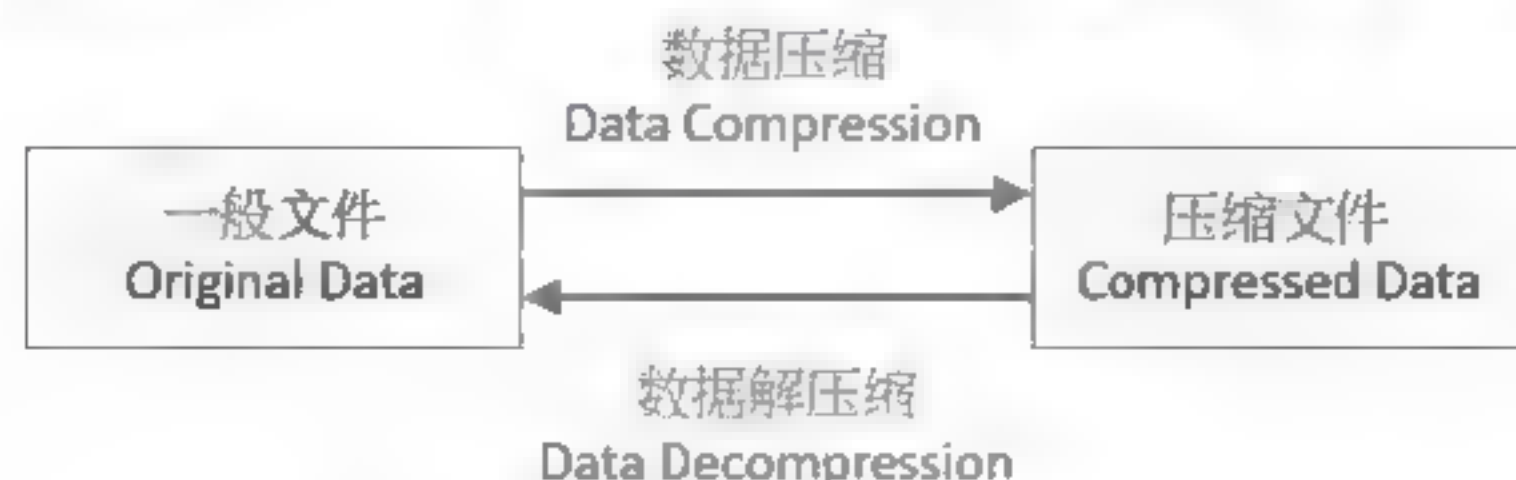 数据压缩
Data Compression
一般文件
Original Data
压缩文件
Compressed Data
数据解压缩
Data Decompression